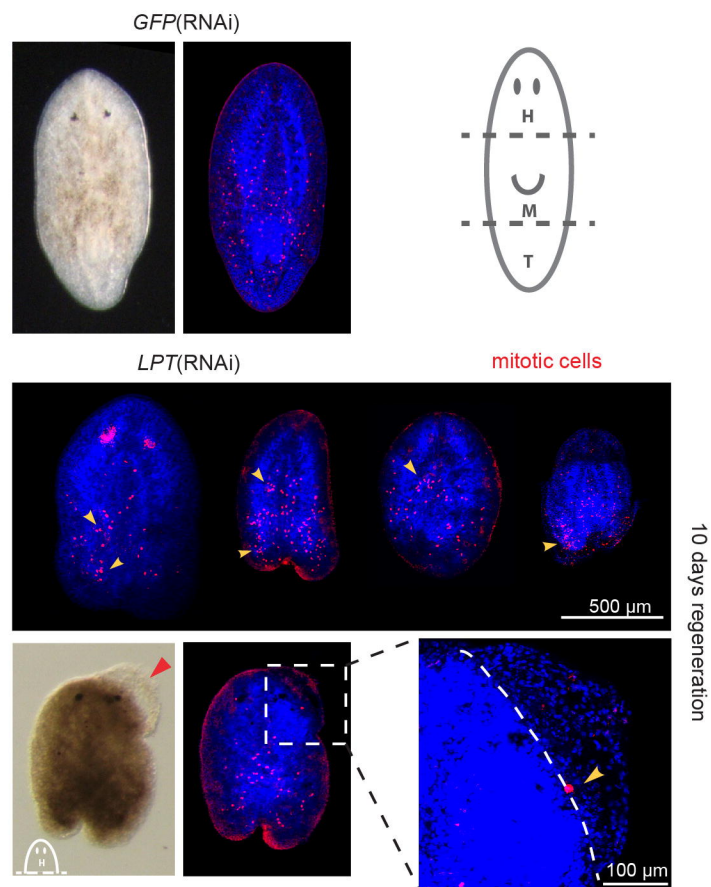 GFP(RNAi)
H
M
T
LPT(RNAi)
mitotic cells
500 µm
10 days regeneration
H
100 µm